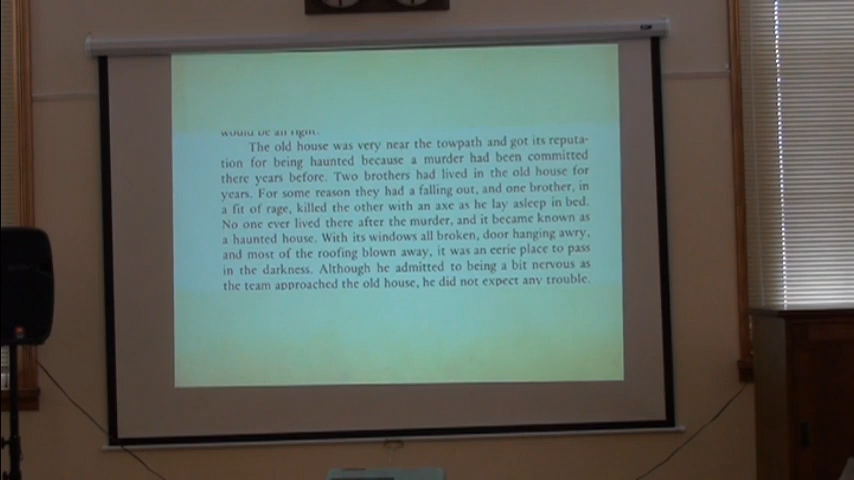 would be all right.
The old house was very near the towpath and got its reputa-
tion for being haunted because a murder had been committed
there years before. Two brothers had lived in the old house for
years. For some reason they had a falling out, and one brother, in
a fit of rage, killed the other with an axe as he lay asleep in bed.
No one ever lived there after the murder, and it became known as
a haunted house. With its windows all broken, door hanging awry,
and most of the roofing blown away, it was an eerie place to pass
in the darkness. Although he admitted to being a bit nervous as
the team approached the old house, he did not expect any trouble.